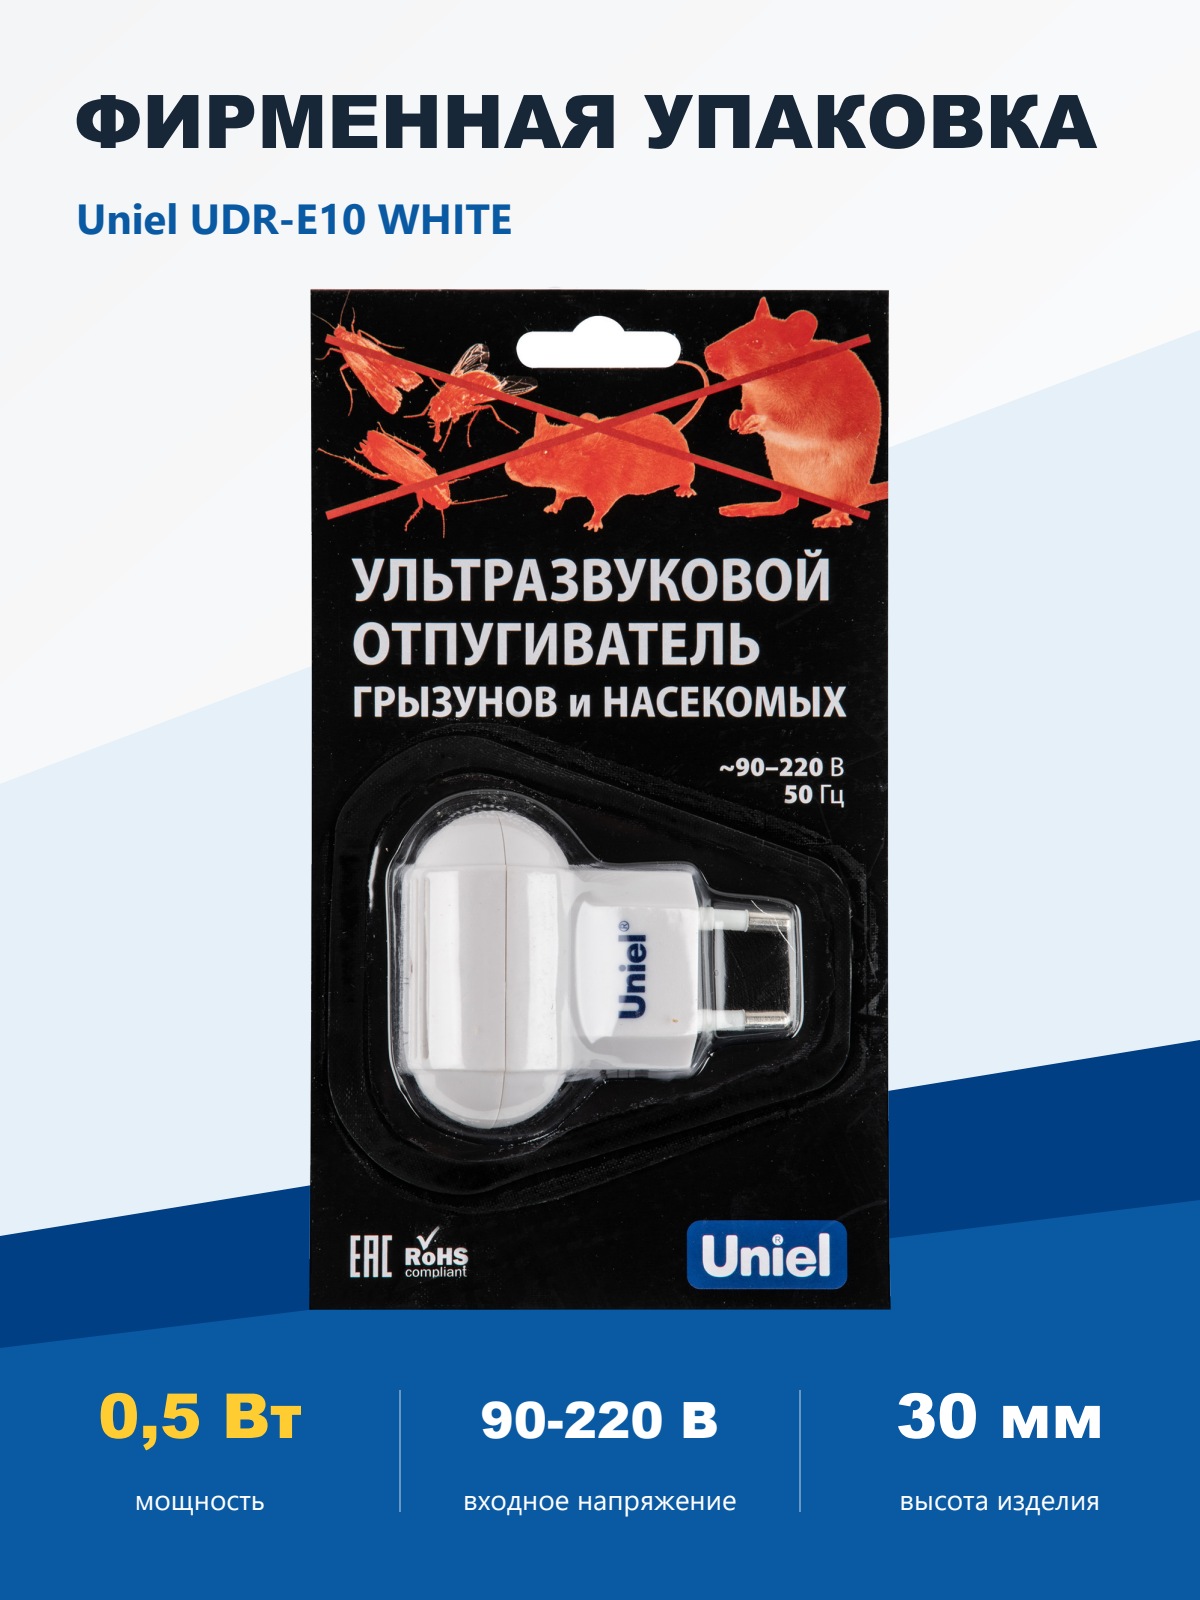 ФИРМЕННАЯ УПАКОВКА
Uniel UDR-E10 WHITE
УЛЬТРАЗВУКОВОЙ
ОТПУГИВАТЕЛЬ
ГРЫЗУНОВ и НАСЕКОМЫХ
~90–220 В
50 Гц
Uniel®
EAC
RoHS
compliant
Uniel®
0,5 Вт
мощность
90-220 В
входное напряжение
30 мм
высота изделия